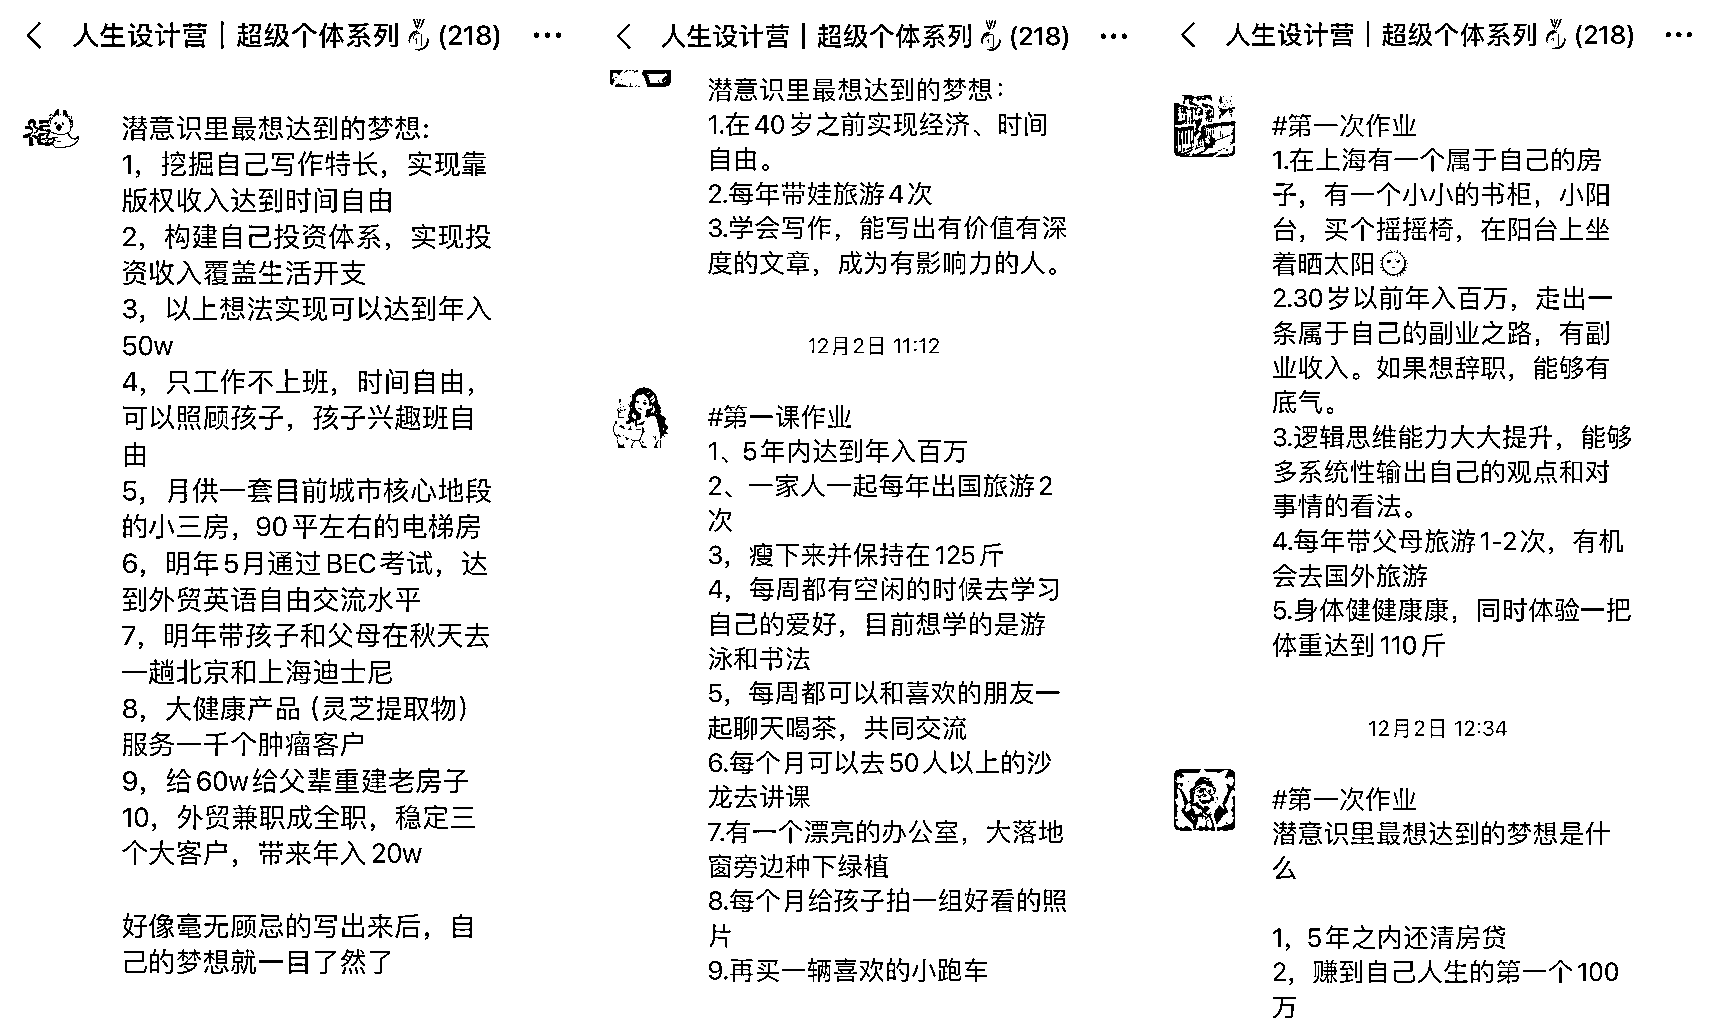 人生设计营｜超级个体系列✌(218)
潜意识里最想达到的梦想:
1，挖掘自己写作特长，实现靠
版权收入达到时间自由
2，构建自己投资体系，实现投
资收入覆盖生活开支
3，以上想法实现可以达到年入
50w
4，只工作不上班，时间自由，
可以照顾孩子，孩子兴趣班自
由
5，月供一套目前城市核心地段
的小三房，90平左右的电梯房
6，明年5月通过BEC考试，达
到外贸英语自由交流水平
7，明年带孩子和父母在秋天去
一趟北京和上海迪士尼
8，大健康产品（灵芝提取物）
服务一千个肿瘤客户
9，给60w给父辈重建老房子
10，外贸兼职成全职，稳定三
个大客户，带来年入20w
好像毫无顾忌的写出来后，自
己的梦想就一目了然了
人生设计营｜超级个体系列✌(218)
潜意识里最想达到的梦想：
1.在40岁之前实现经济、时间
自由。
2.每年带娃旅游4次
3.学会写作，能写出有价值有深
度的文章，成为有影响力的人。
12月2日 11:12
#第一课作业
1、5年内达到年入百万
2、一家人一起每年出国旅游2
次
3，瘦下来并保持在125斤
4，每周都有空闲的时候去学习
自己的爱好，目前想学的是游
泳和书法
5，每周都可以和喜欢的朋友一
起聊天喝茶，共同交流
6.每个月可以去50人以上的沙
龙去讲课
7.有一个漂亮的办公室，大落地
窗旁边种下绿植
8.每个月给孩子拍一组好看的照
片
9.再买一辆喜欢的小跑车
人生设计营｜超级个体系列✌(218)
#第一次作业
1.在上海有一个属于自己的房
子，有一个小小的书柜，小阳
台，买个摇摇椅，在阳台上坐
着晒太阳🌞
2.30岁以前年入百万，走出一
条属于自己的副业之路，有副
业收入。如果想辞职，能够有
底气。
3.逻辑思维能力大大提升，能够
多系统性输出自己的观点和对
事情的看法。
4.每年带父母旅游1-2次，有机
会去国外旅游
5.身体健健康康，同时体验一把
体重达到110斤
12月2日 12:34
#第一次作业
潜意识里最想达到的梦想是什
么
1，5年之内还清房贷
2，赚到自己人生的第一个100
万